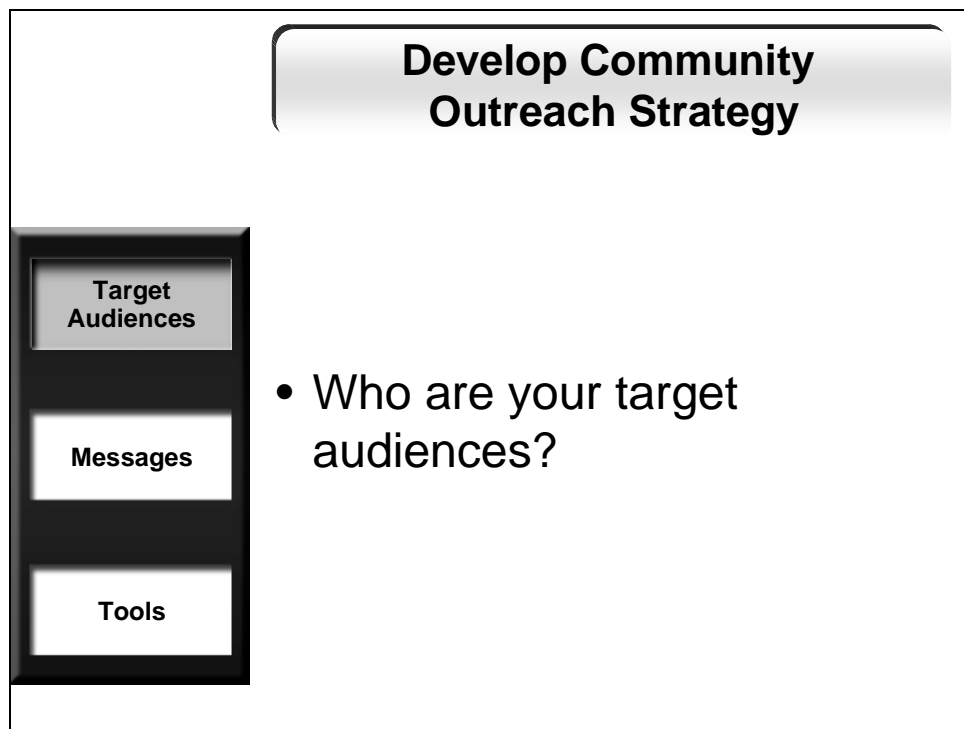 Develop Community
Outreach Strategy
Target
Audiences
Messages
Tools
• Who are your target
audiences?